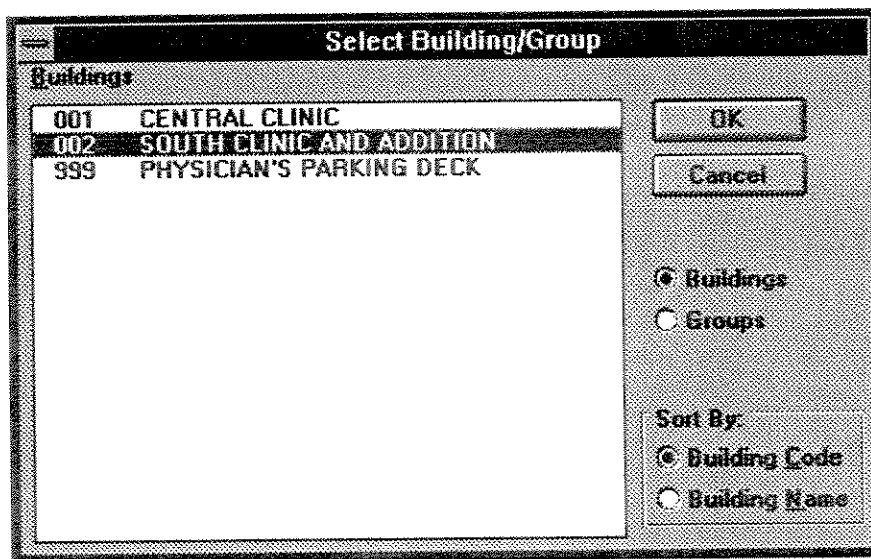 Select Building/Group
Buildings
001 CENTRAL CLINIC
002 SOUTH CLINIC AND ADDITION
999 PHYSICIAN'S PARKING DECK
OK
Cancel
Buildings
Groups
Sort By:
Building Code
Building Name